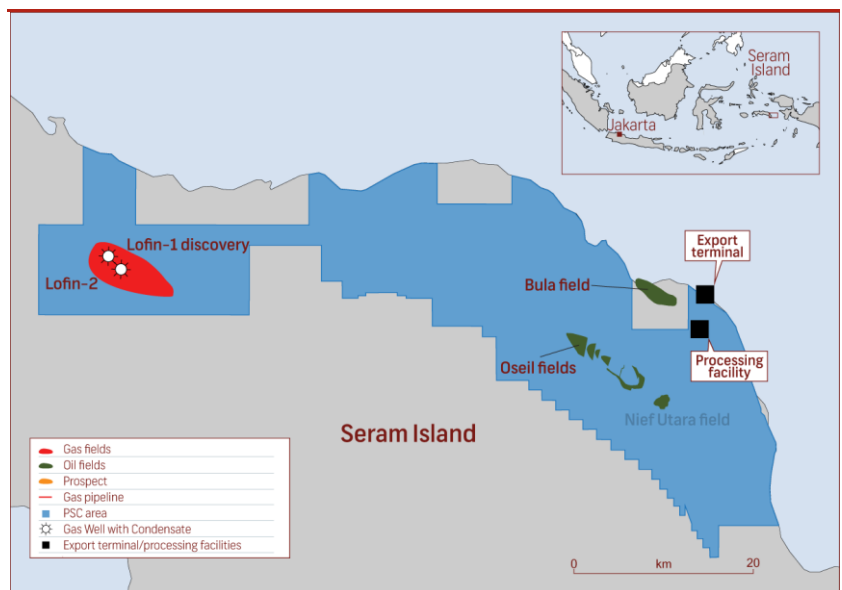 Seram
Island
Jakarta
Lofin-1 discovery
Lofin-2
Export
terminal
Bula field
Processing
facility
Oseil fields
Nief Utara field
Seram Island
Gas fields
Oil fields
Prospect
Gas pipeline
PSC area
Gas Well with Condensate
Export terminal/processing facilities
km
0
20